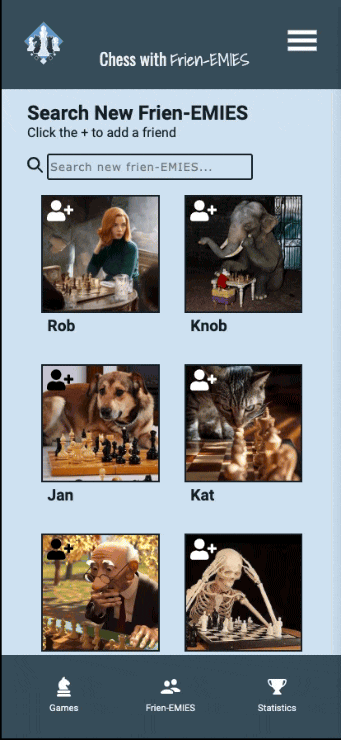 Chess with Frien-EMIES
Search New Frien-EMIES
Click the + to add a friend
Search new frien-emies...
Rob Knob
Jan Kat
Games Frien-EMIES Statistics